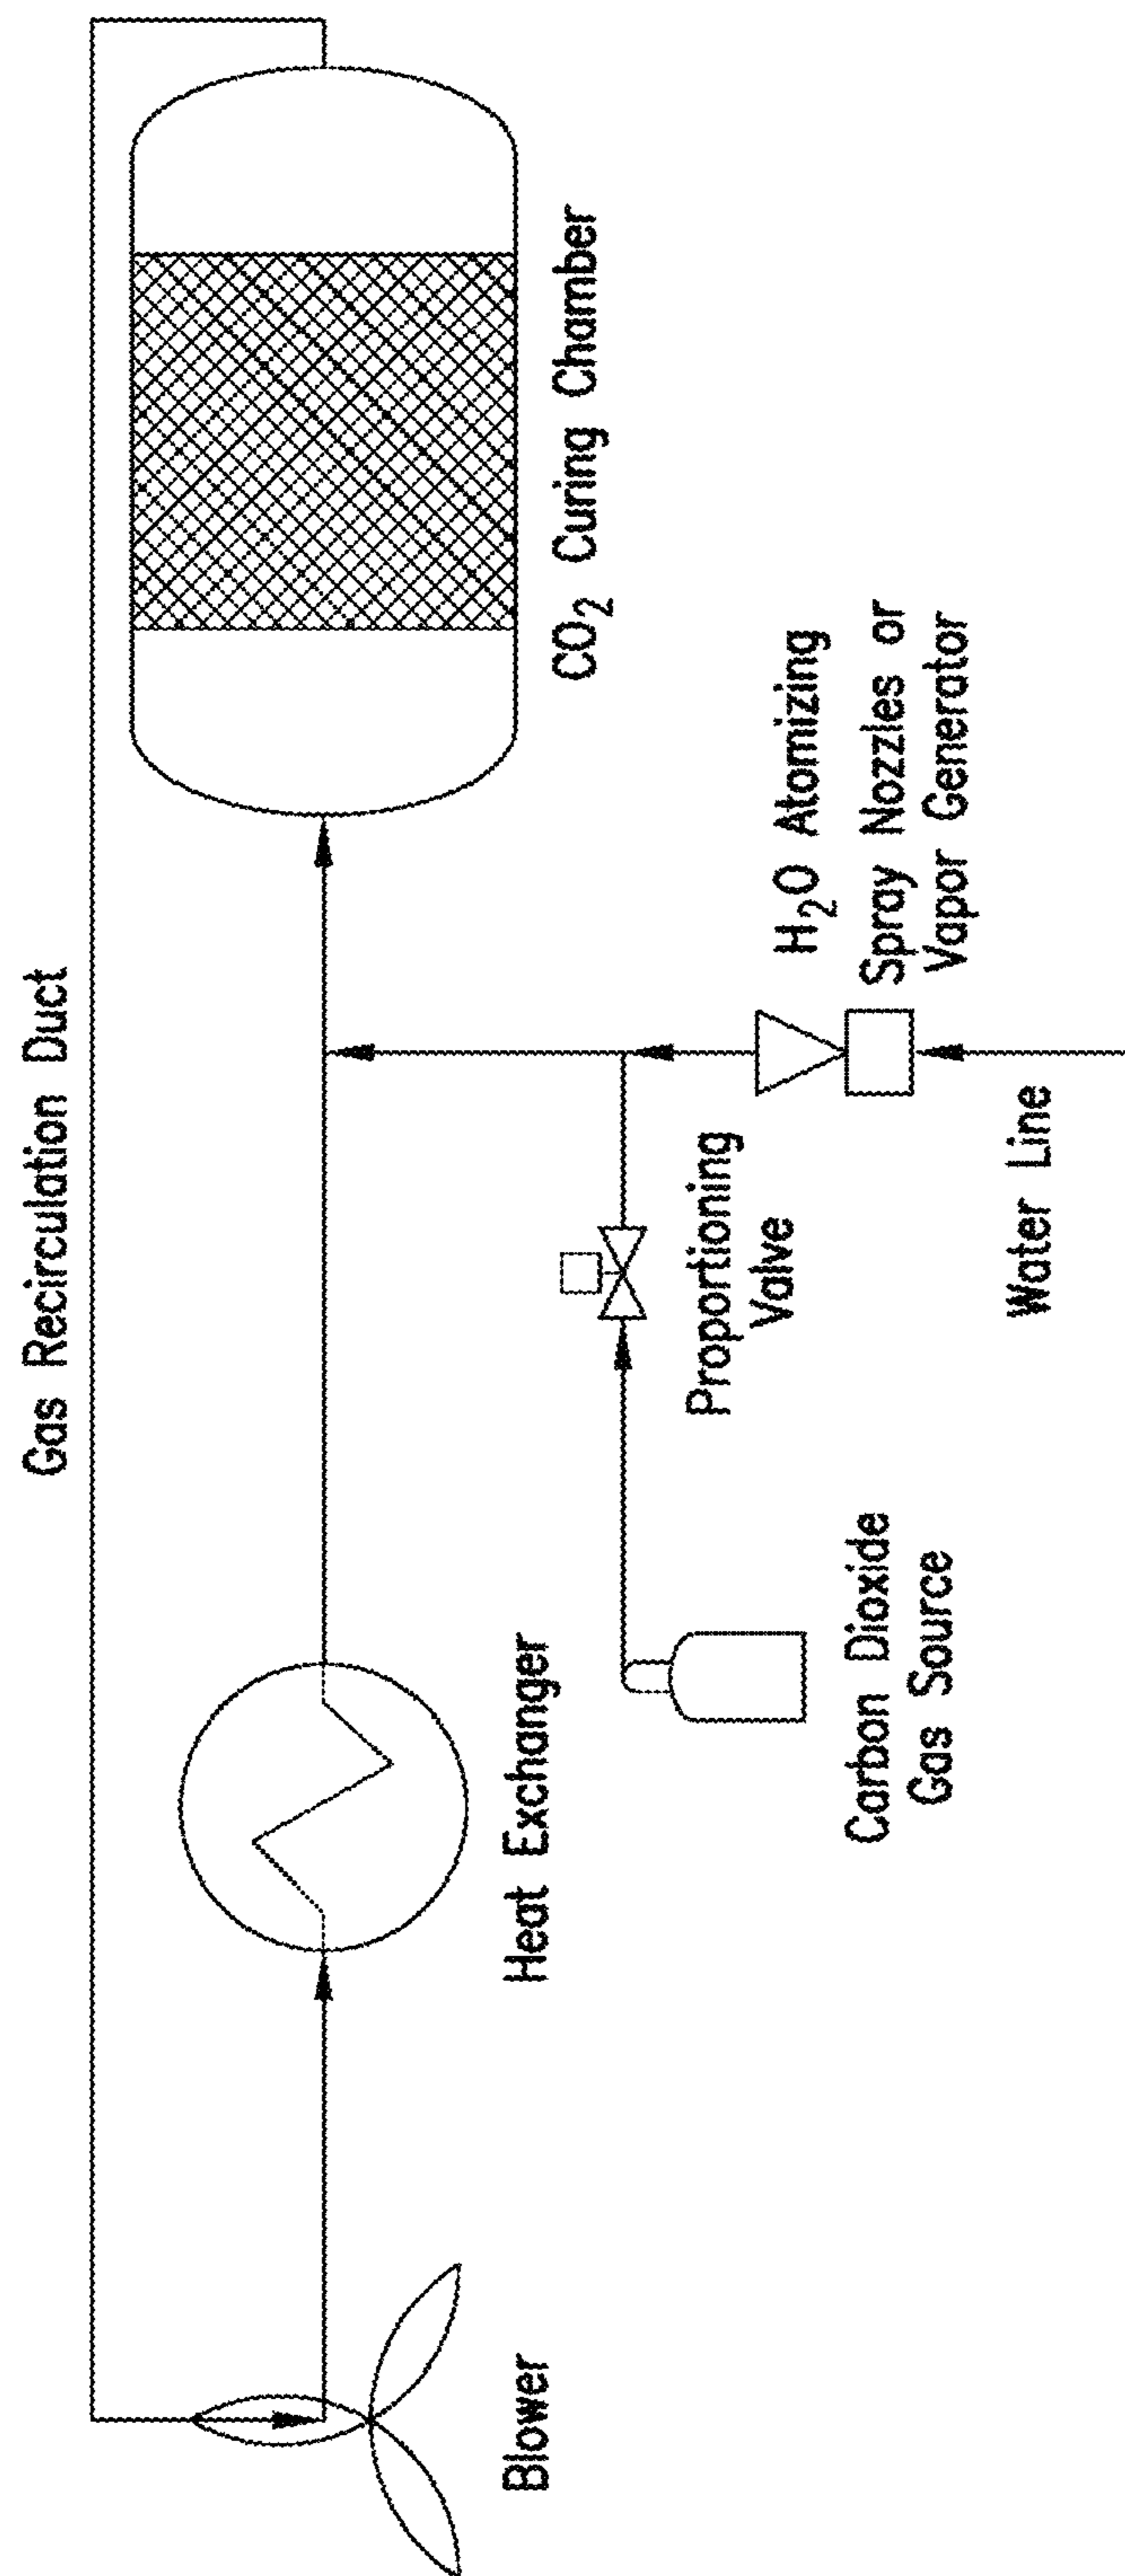 Gas Recirculation Duct
Blower
Heat Exchanger
CO₂ Curing Chamber
Carbon Dioxide
Gas Source
Proportioning
Valve
H₂O Atomizing
Spray Nozzles or
Vapor Generator
Water Line